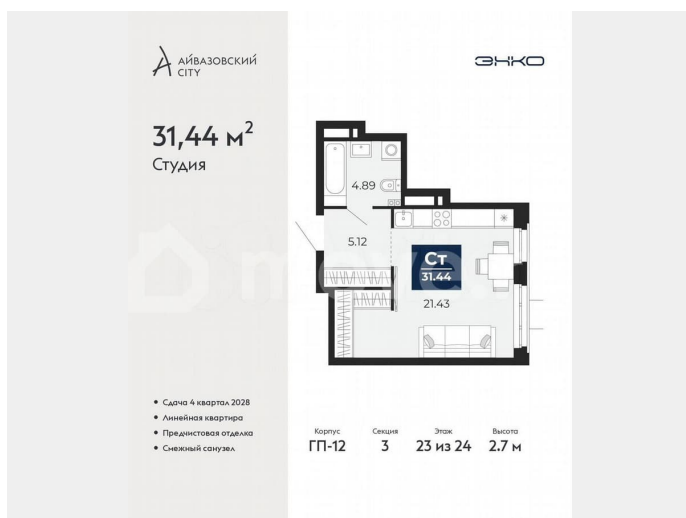 АЙВАЗОВСКИЙ
CITY
ЭНКО
31,44 м²
Студия
4.89
5.12
Ст
31.44
21.43
• Сдача 4 квартал 2028
• Линейная квартира
• Предчистовая отделка
• Смежный санузел
Корпус Секция Этаж Высота
ГП-12 3 23 из 24 2.7 м